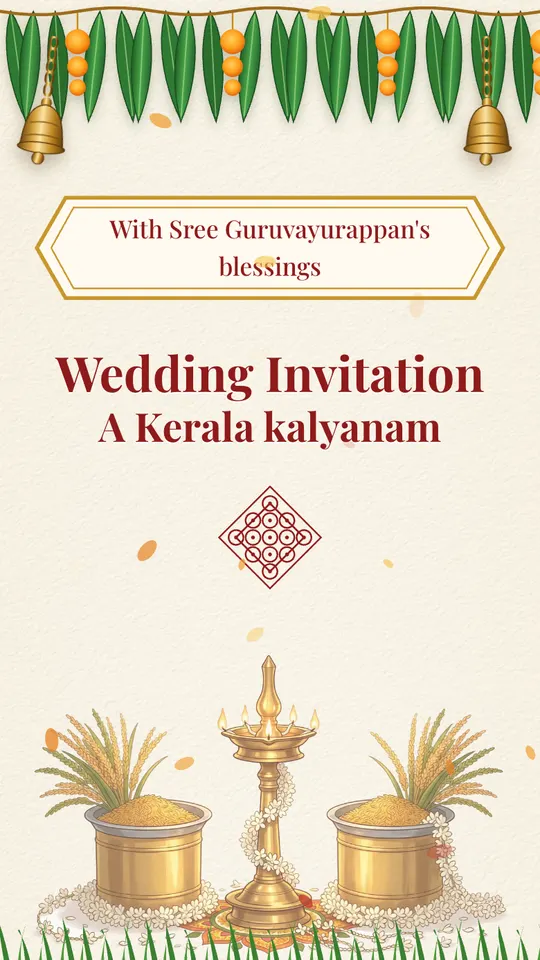 With Sree Guruvayurappan's
blessings
Wedding Invitation
A Kerala kalyanam